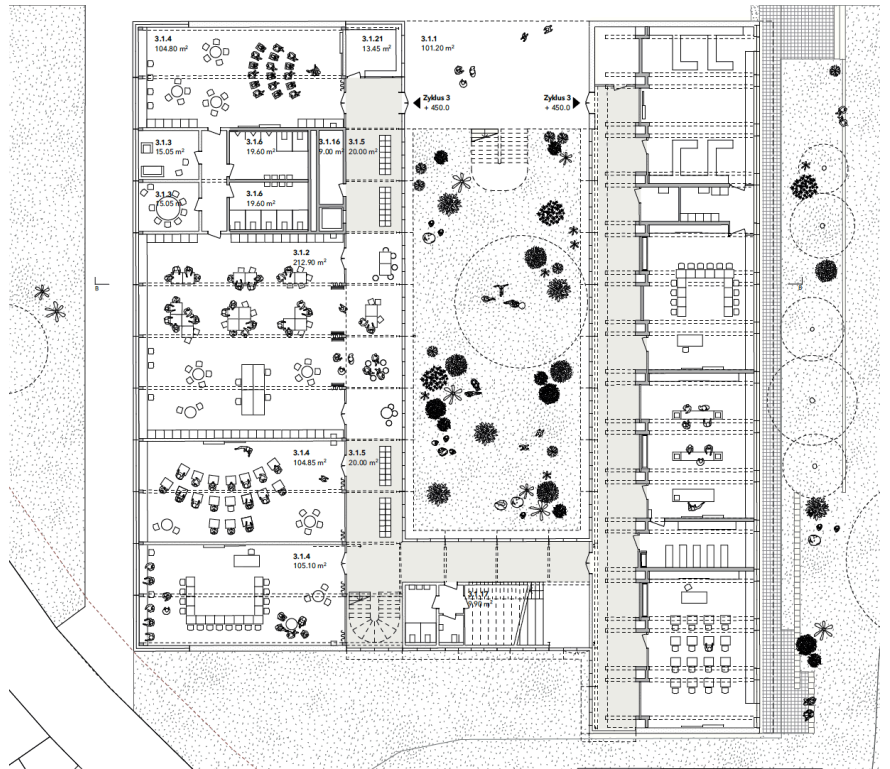 3.1.4
104.80 m²
3.1.21
13.45 m²
3.1.1
101.20 m²
Zyklus 3
+ 450.0
Zyklus 3
+ 450.0
3.1.3
15.05 m²
3.1.6
19.60 m²
3.1.16
9.00 m²
3.1.5
20.00 m²
3.1.3
15.05 m²
3.1.6
19.60 m²
3.1.2
212.90 m²
B
B
3.1.4
104.85 m²
3.1.5
20.00 m²
3.1.4
105.10 m²